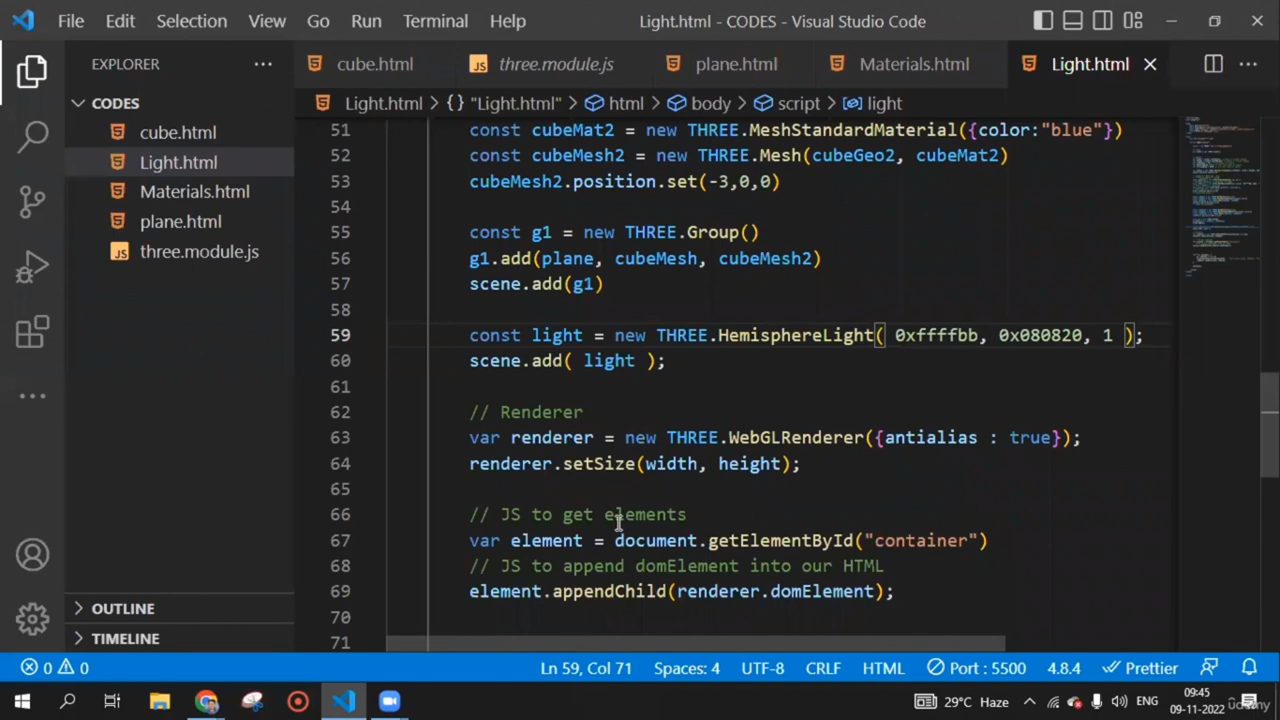 File Edit Selection View Go Run Terminal Help Light.html - CODES - Visual Studio Code
EXPLORER
CODES
cube.html
Light.html
Materials.html
plane.html
JS three.module.js
OUTLINE
TIMELINE
cube.html JS three.module.js plane.html Materials.html Light.html
Light.html > {} "Light.html" > html > body > script > light
51 const cubeMat2 = new THREE.MeshStandardMaterial({color:"blue"})
52 const cubeMesh2 = new THREE.Mesh(cubeGeo2, cubeMat2)
53 cubeMesh2.position.set(-3,0,0)
54
55 const g1 = new THREE.Group()
56 g1.add(plane, cubeMesh, cubeMesh2)
57 scene.add(g1)
58
59 const light = new THREE.HemisphereLight( 0xffffbb, 0x080820, 1 );
60 scene.add( light );
61
62 // Renderer
63 var renderer = new THREE.WebGLRenderer({antialias : true});
64 renderer.setSize(width, height);
65
66 // JS to get elements
67 var element = document.getElementById("container")
68 // JS to append domElement into our HTML
69 element.appendChild(renderer.domElement);
70
71
0 0 Ln 59, Col 71 Spaces: 4 UTF-8 CRLF HTML Port : 5500 4.8.4 Prettier
29°C Haze ENG 09:45
09-11-2022
Udemy